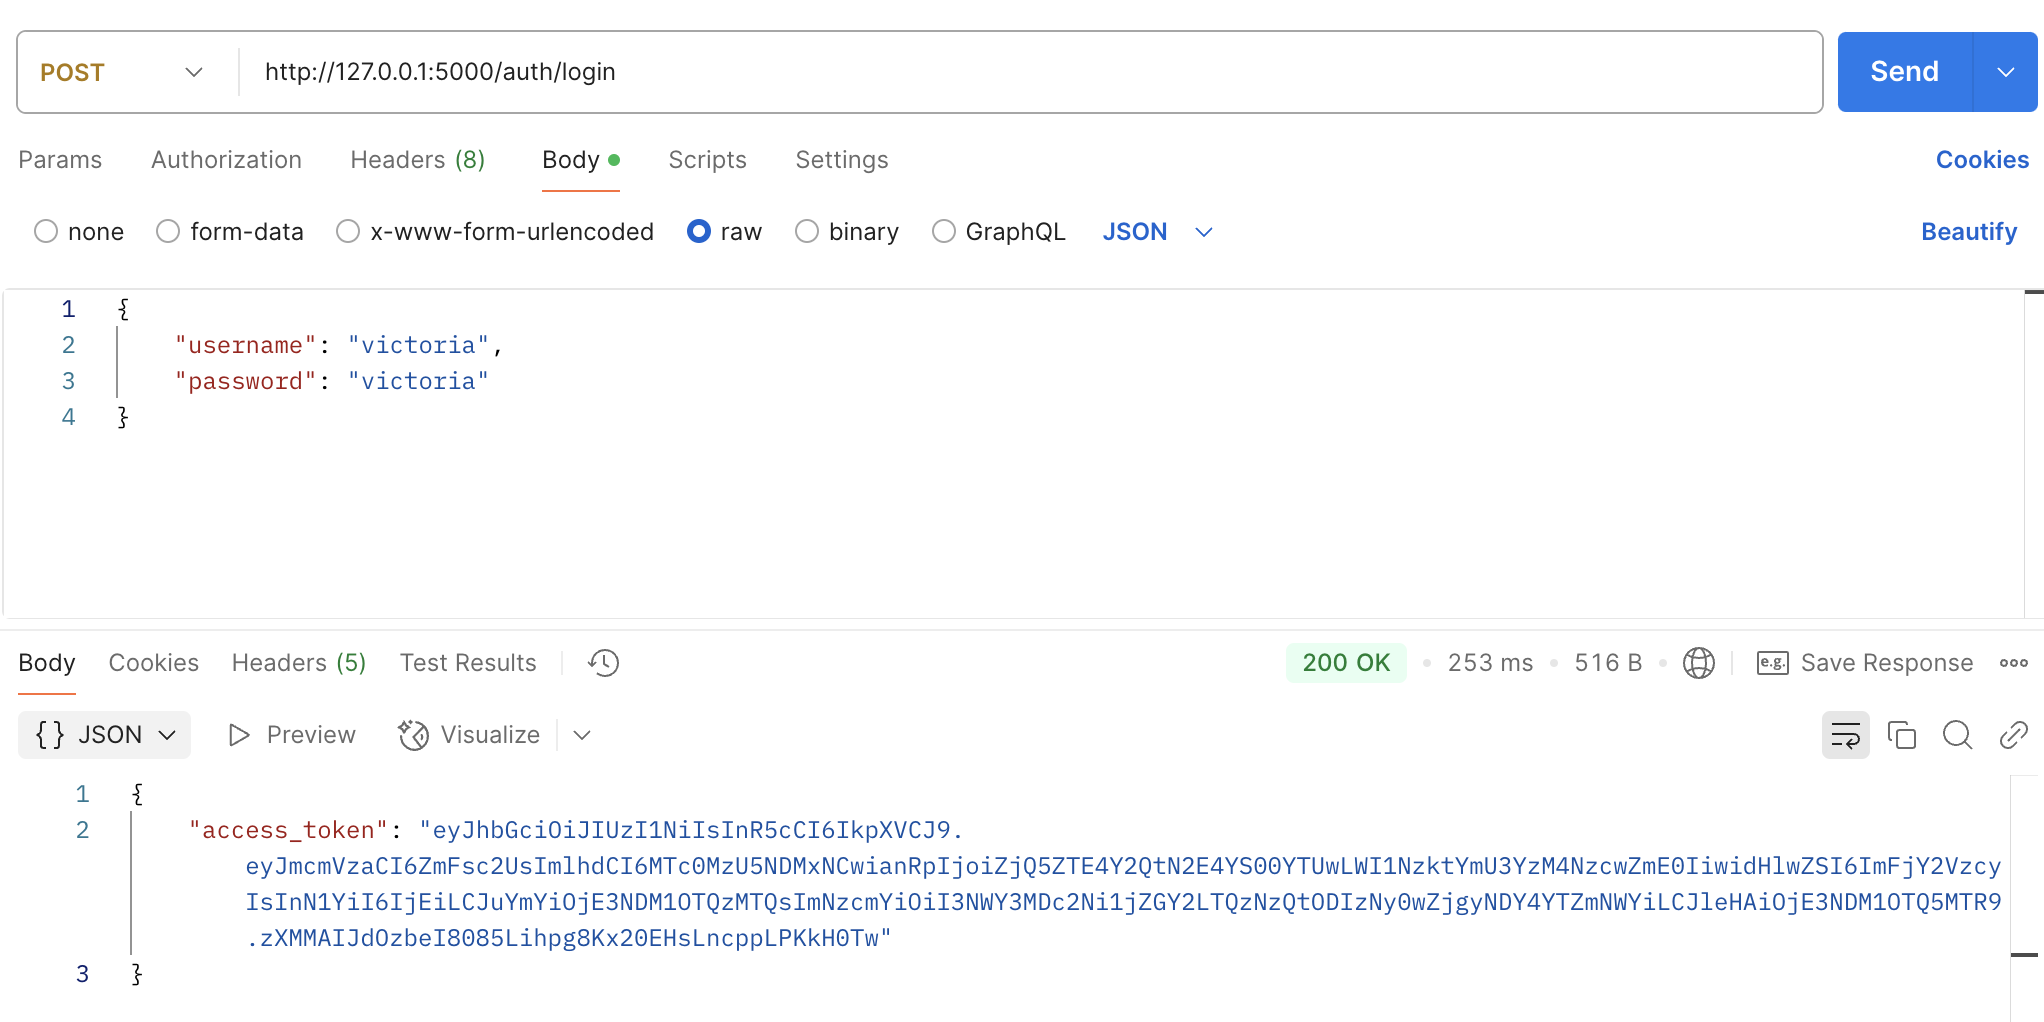 POST
http://127.0.0.1:5000/auth/login
Send
Params Authorization Headers (8) Body Scripts Settings Cookies
none form-data x-www-form-urlencoded raw binary GraphQL JSON Beautify
1 {
2 "username": "victoria",
3 "password": "victoria"
4 }
Body Cookies Headers (5) Test Results 200 OK • 253 ms • 516 B • e.g. Save Response
{} JSON Preview Visualize
1 {
2 "access_token": "eyJhbGciOiJIUzI1NiIsInR5cCI6IkpXVCJ9.
eyJmcmVzaCI6ZmFsc2UsImlhdCI6MTc0MzU5NDMxNCwianRpIjoiZjQ5ZTE4Y2QtN2E4YS00YTUwLWI1NzktYmU3YzM4NzcwZmE0IiwidHlwZSI6ImFjY2Vzcy
IsInN1YiI6IjEiLCJuYmYiOjE3NDM1OTQzMTQsImNzcmYiOiI3NWY3MDc2Ni1jZGY2LTQzNzQtODIzNy0wZjgyNDY4YTZmNWYiLCJleHAiOjE3NDM1OTQ5MTR9
.zXMMAIJdOzbeI8085Lihpg8Kx20EHsLncppLPKkH0Tw"
3 }